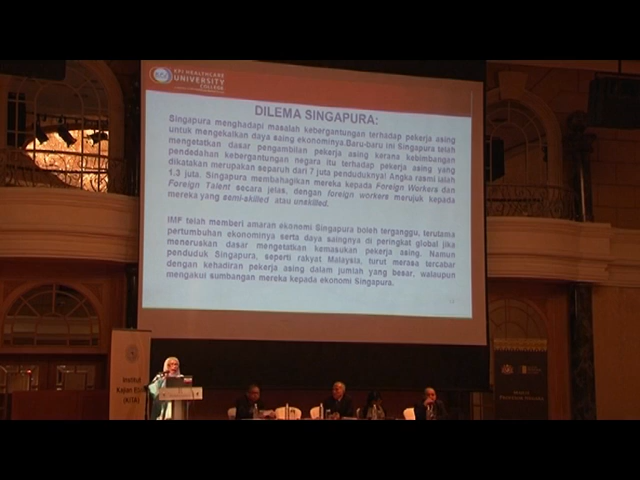 KPJ HEALTHCARE
UNIVERSITY
COLLEGE
DILEMA SINGAPURA:
Singapura menghadapi masalah kebergantungan terhadap pekerja asing
untuk mengekalkan daya saing ekonominya.Baru-baru ini Singapura telah
mengetatkan dasar pengambilan pekerja asing kerana kebimbangan
pendedahan kebergantungan negara itu terhadap pekerja asing yang
dikatakan merupakan separuh dari 7 juta penduduknya! Angka rasmi ialah
1.3 juta. Singapura membahagikan mereka kepada Foreign Workers dan
Foreign Talent secara jelas, dengan foreign workers merujuk kepada
mereka yang semi-skilled atau unskilled.
IMF telah memberi amaran ekonomi Singapura boleh terganggu, terutama
pertumbuhan ekonominya serta daya saingnya di peringkat global jika
meneruskan dasar mengetatkan kemasukan pekerja asing. Namun
penduduk Singapura, seperti rakyat Malaysia, turut merasa tercabar
dengan kehadiran pekerja asing dalam jumlah yang besar, walaupun
mengakui sumbangan mereka kepada ekonomi Singapura.
Institut
Kajian
(KITA)
PROFESOR NEGARA